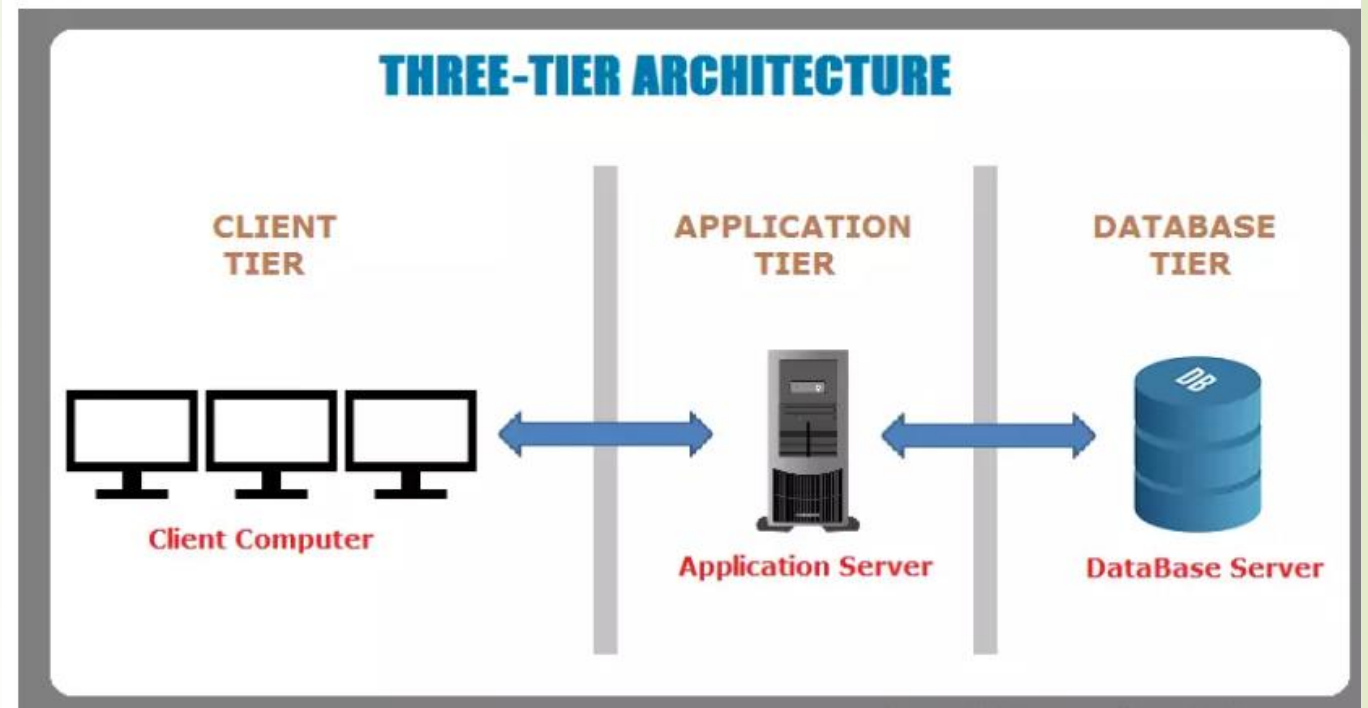 THREE-TIER ARCHITECTURE
CLIENT
TIER
APPLICATION
TIER
DATABASE
TIER
DB
Client Computer
Application Server
DataBase Server